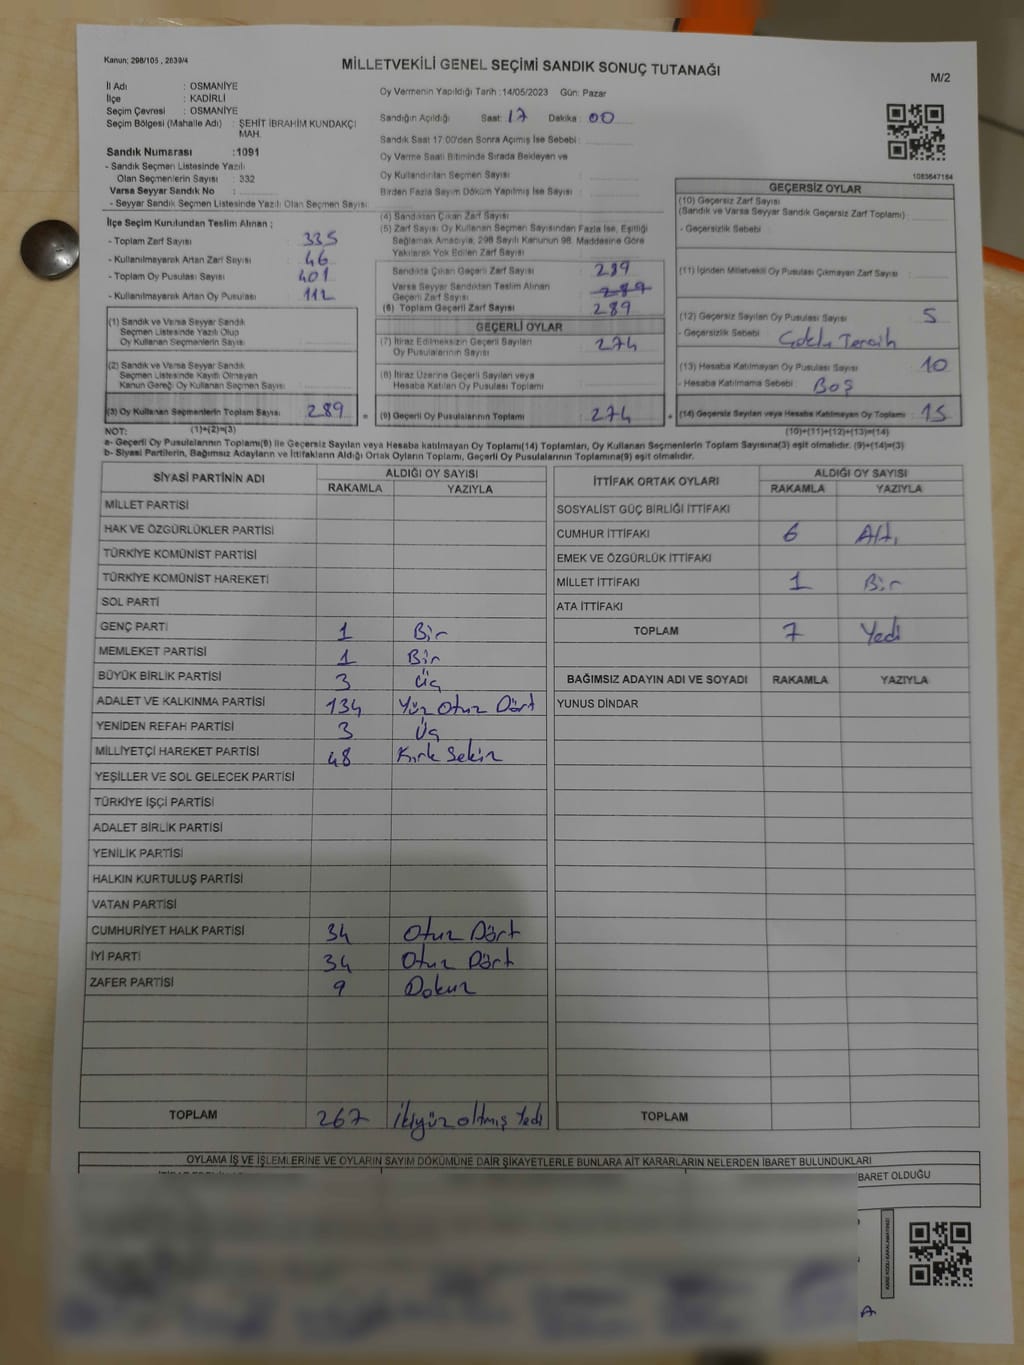 Kanun: 298/105 , 2839/4
MİLLETVEKİLİ GENEL SEÇİMİ SANDIK SONUÇ TUTANAĞI
M/2
İl Adı : OSMANİYE
İlçe : KADİRLİ
Seçim Çevresi : OSMANİYE
Seçim Bölgesi (Mahalle Adı) : ŞEHİT İBRAHİM KUNDAKÇI
MAH.
Sandık Numarası :1091
- Sandık Seçmen Listesinde Yazılı
Olan Seçmenlerin Sayısı : 332
Varsa Seyyar Sandık No :
- Seyyar Sandık Seçmen Listesinde Yazılı Olan Seçmen Sayısı:
Oy Vermenin Yapıldığı Tarih :14/05/2023 Gün: Pazar
Sandığın Açıldığı Saat: 17 Dakika : 00
Sandık Saat 17:00'den Sonra Açımış İse Sebebi :
Oy Verme Saati Bitiminde Sırada Bekleyen ve
Oy Kullandırılan Seçmen Sayısı :
Birden Fazla Sayım Döküm Yapılmış İse Sayısı :
1083647184
İlçe Seçim Kurulundan Teslim Alınan ;
- Toplam Zarf Sayısı : 335
- Kullanılmayarak Artan Zarf Sayısı : 46
- Toplam Oy Pusulası Sayısı : 401
- Kullanılmayarak Artan Oy Pusulası : 112
(1) Sandık ve Varsa Seyyar Sandık
Seçmen Listesinde Yazılı Olup
Oy Kullanan Seçmenlerin Sayısı :
(2) Sandık ve Varsa Seyyar Sandık
Seçmen Listesinde Kayıtlı Olmayan
Kanun Gereği Oy Kullanan Seçmen Sayısı :
(3) Oy Kullanan Seçmenlerin Toplam Sayısı : 289
(1)+(2)=(3)
(4) Sandıktan Çıkan Zarf Sayısı :
(5) Zarf Sayısı Oy Kullanan Seçmen Sayısından Fazla İse, Eşitliği
Sağlamak Amacıyla, 298 Sayılı Kanunun 98. Maddesine Göre
Yakılarak Yok Edilen Zarf Sayısı :
Sandıkta Çıkan Geçerli Zarf Sayısı : 289
Varsa Seyyar Sandıktan Teslim Alınan
Geçerli Zarf Sayısı : 289
(6) Toplam Geçerli Zarf Sayısı : 289
GEÇERLİ OYLAR
(7) İtiraz Edilmeksizin Geçerli Sayılan
Oy Pusulalarının Sayısı : 274
(8) İtiraz Üzerine Geçerli Sayılan veya
Hesaba Katılan Oy Pusulası Toplamı :
= (9) Geçerli Oy Pusulalarının Toplamı : 274
GEÇERSİZ OYLAR
(10) Geçersiz Zarf Sayısı
(Sandık ve Varsa Seyyar Sandık Geçersiz Zarf Toplamı) :
- Geçersizlik Sebebi :
(11) İçinden Milletvekili Oy Pusulası Çıkmayan Zarf Sayısı :
(12) Geçersiz Sayılan Oy Pusulası Sayısı : 5
- Geçersizlik Sebebi : Çoklu Tercih
(13) Hesaba Katılmayan Oy Pusulası Sayısı : 10
- Hesaba Katılmama Sebebi : Boş
+ (14) Geçersiz Sayılan veya Hesaba Katılmayan Oy Toplamı : 15
(10)+(11)+(12)+(13)=(14)
NOT:
a- Geçerli Oy Pusulalarının Toplamı(9) ile Geçersiz Sayılan veya Hesaba katılmayan Oy Toplamı(14) Toplamları, Oy Kullanan Seçmenlerin Toplam Sayısına(3) eşit olmalıdır. (9)+(14)=(3)
b- Siyasi Partilerin, Bağımsız Adayların ve İttifakların Aldığı Ortak Oyların Toplamı, Geçerli Oy Pusulalarının Toplamına(9) eşit olmalıdır.
SİYASİ PARTİNİN ADI ALDIĞI OY SAYISI
RAKAMLA YAZIYLA
MİLLET PARTİSİ
HAK VE ÖZGÜRLÜKLER PARTİSİ
TÜRKİYE KOMÜNİST PARTİSİ
TÜRKİYE KOMÜNİST HAREKETİ
SOL PARTİ
GENÇ PARTİ 1 Bir
MEMLEKET PARTİSİ 1 Bir
BÜYÜK BİRLİK PARTİSİ 3 Üç
ADALET VE KALKINMA PARTİSİ 134 Yüz Otuz Dört
YENİDEN REFAH PARTİSİ 3 Üç
MİLLİYETÇİ HAREKET PARTİSİ 48 Kırk Sekiz
YEŞİLLER VE SOL GELECEK PARTİSİ
TÜRKİYE İŞÇİ PARTİSİ
ADALET BİRLİK PARTİSİ
YENİLİK PARTİSİ
HALKIN KURTULUŞ PARTİSİ
VATAN PARTİSİ
CUMHURİYET HALK PARTİSİ 34 Otuz Dört
İYİ PARTİ 34 Otuz Dört
ZAFER PARTİSİ 9 Dokuz
TOPLAM 267 İkiyüz altmış Yedi
İTTİFAK ORTAK OYLARI ALDIĞI OY SAYISI
RAKAMLA YAZIYLA
SOSYALİST GÜÇ BİRLİĞİ İTTİFAKI
CUMHUR İTTİFAKI 6 Altı
EMEK VE ÖZGÜRLÜK İTTİFAKI
MİLLET İTTİFAKI 1 Bir
ATA İTTİFAKI
TOPLAM 7 Yedi
BAĞIMSIZ ADAYIN ADI VE SOYADI RAKAMLA YAZIYLA
YUNUS DİNDAR
TOPLAM
OYLAMA İŞ VE İŞLEMLERİNE VE OYLARIN SAYIM DÖKÜMÜNE DAİR ŞİKAYETLERLE BUNLARA AİT KARARLARIN NELERDEN İBARET BULUNDUKLARI
BARET OLDUĞU